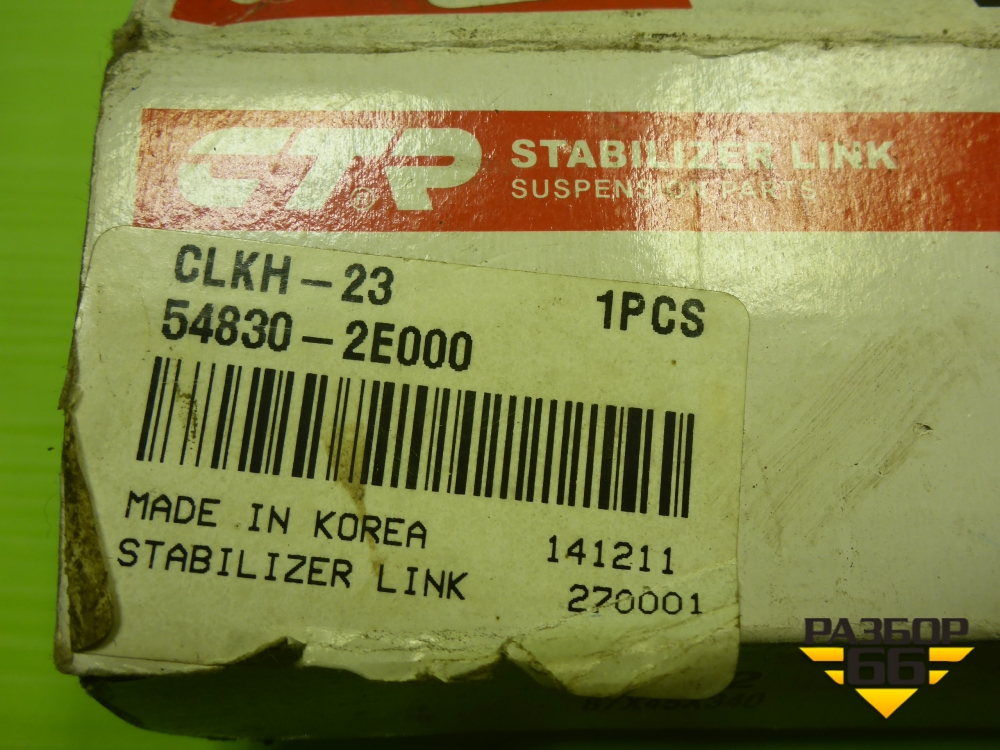 CTR®
STABILIZER LINK
SUSPENSION PARTS
CLKH-23
1PCS
54830-2E000
MADE IN KOREA
141211
STABILIZER LINK
270001
РАЗБОР
66